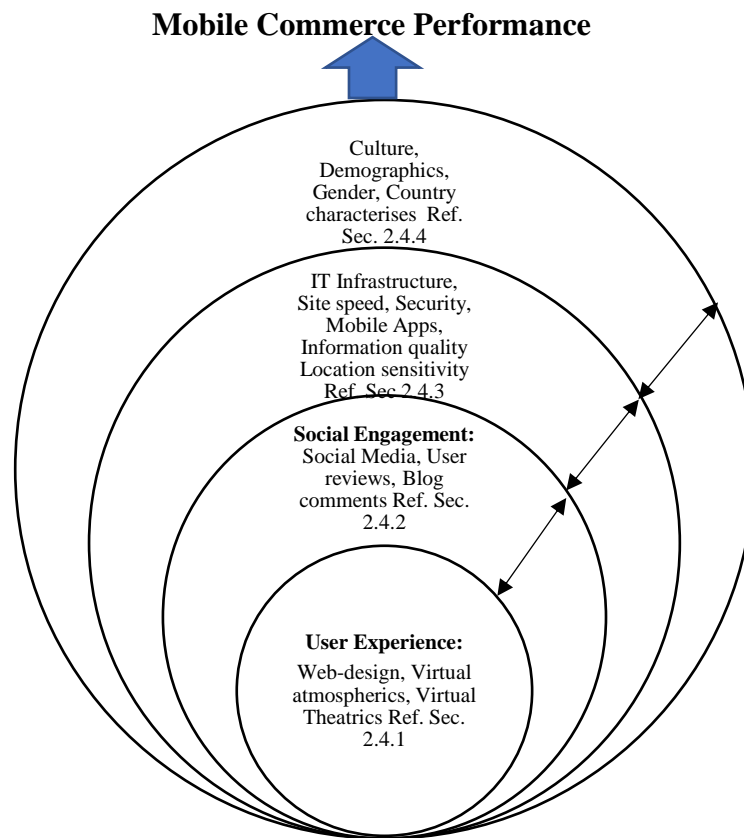 Mobile Commerce Performance
Culture,
Demographics,
Gender, Country
characterises Ref.
Sec. 2.4.4
IT Infrastructure,
Site speed, Security,
Mobile Apps,
Information quality
Location sensitivity
Ref Sec 2.4.3
Social Engagement:
Social Media, User
reviews, Blog
comments Ref. Sec.
2.4.2
User Experience:
Web-design, Virtual
atmospherics, Virtual
Theatrics Ref. Sec.
2.4.1